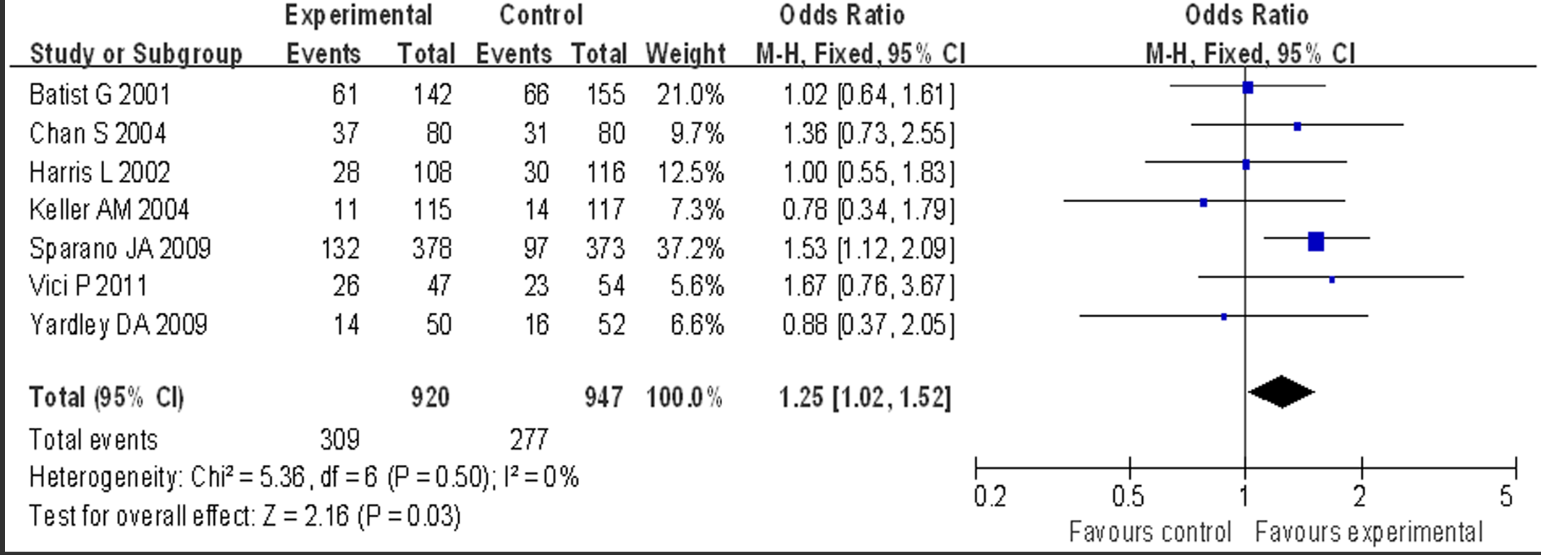 Experimental Control Odds Ratio Odds Ratio
Study or Subgroup Events Total Events Total Weight M-H, Fixed, 95% CI M-H, Fixed, 95% CI
Batist G 2001 61 142 66 155 21.0% 1.02 [0.64, 1.61]
Chan S 2004 37 80 31 80 9.7% 1.36 [0.73, 2.55]
Harris L 2002 28 108 30 116 12.5% 1.00 [0.55, 1.83]
Keller AM 2004 11 115 14 117 7.3% 0.78 [0.34, 1.79]
Sparano JA 2009 132 378 97 373 37.2% 1.53 [1.12, 2.09]
Vici P 2011 26 47 23 54 5.6% 1.67 [0.76, 3.67]
Yardley DA 2009 14 50 16 52 6.6% 0.88 [0.37, 2.05]
Total (95% CI) 920 947 100.0% 1.25 [1.02, 1.52]
Total events 309 277
Heterogeneity: Chi² = 5.36, df = 6 (P = 0.50); I² = 0%
Test for overall effect: Z = 2.16 (P = 0.03)
0.2 0.5 1 2 5
Favours control Favours experimental